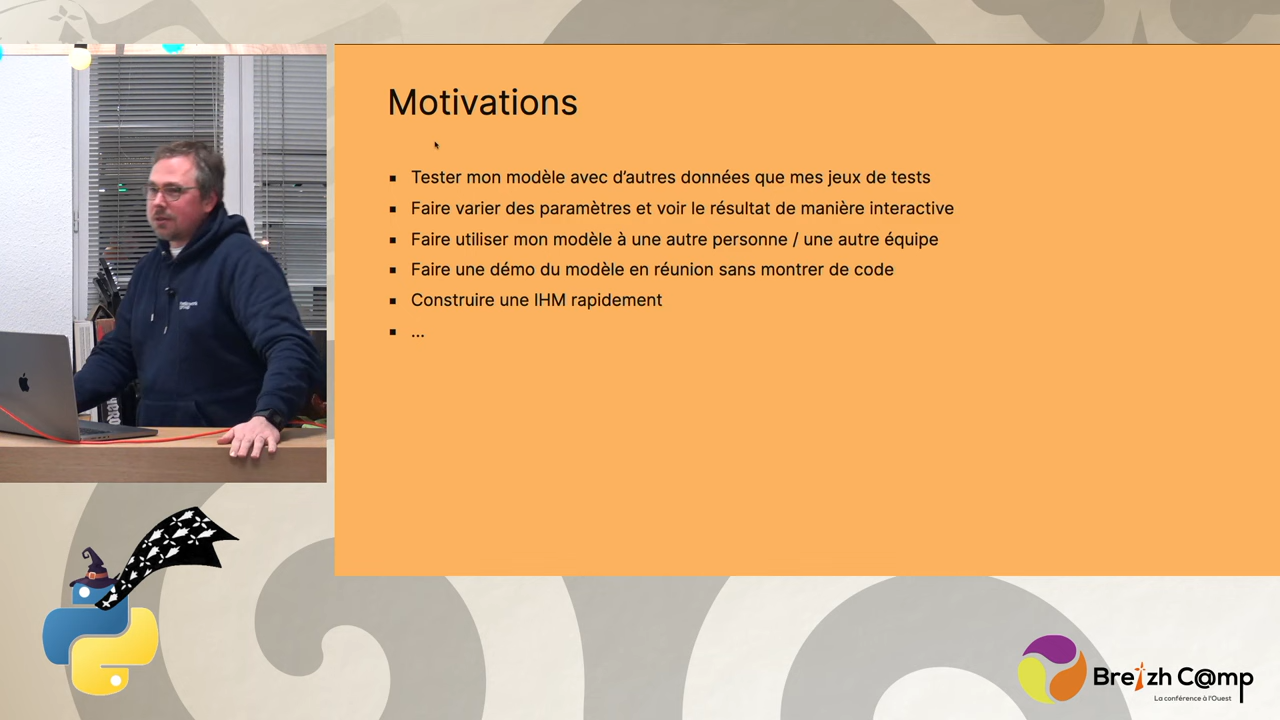 Motivations
Tester mon modèle avec d’autres données que mes jeux de tests
Faire varier des paramètres et voir le résultat de manière interactive
Faire utiliser mon modèle à une autre personne / une autre équipe
Faire une démo du modèle en réunion sans montrer de code
Construire une IHM rapidement
...
Breizh C@mp
La conférence à l'Ouest